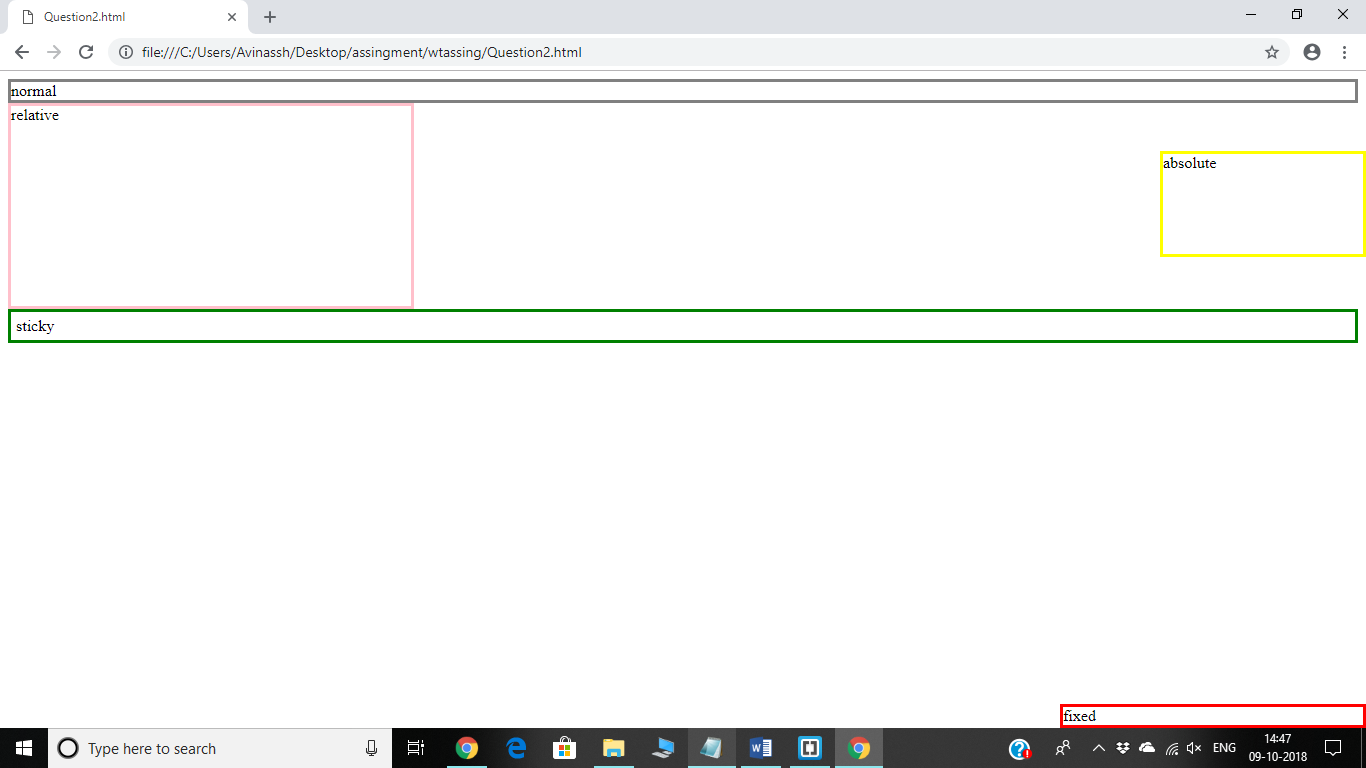 Question2.html
file:///C:/Users/Avinassh/Desktop/assingment/wtassing/Question2.html
normal
relative
absolute
sticky
fixed
Type here to search
ENG
14:47
09-10-2018